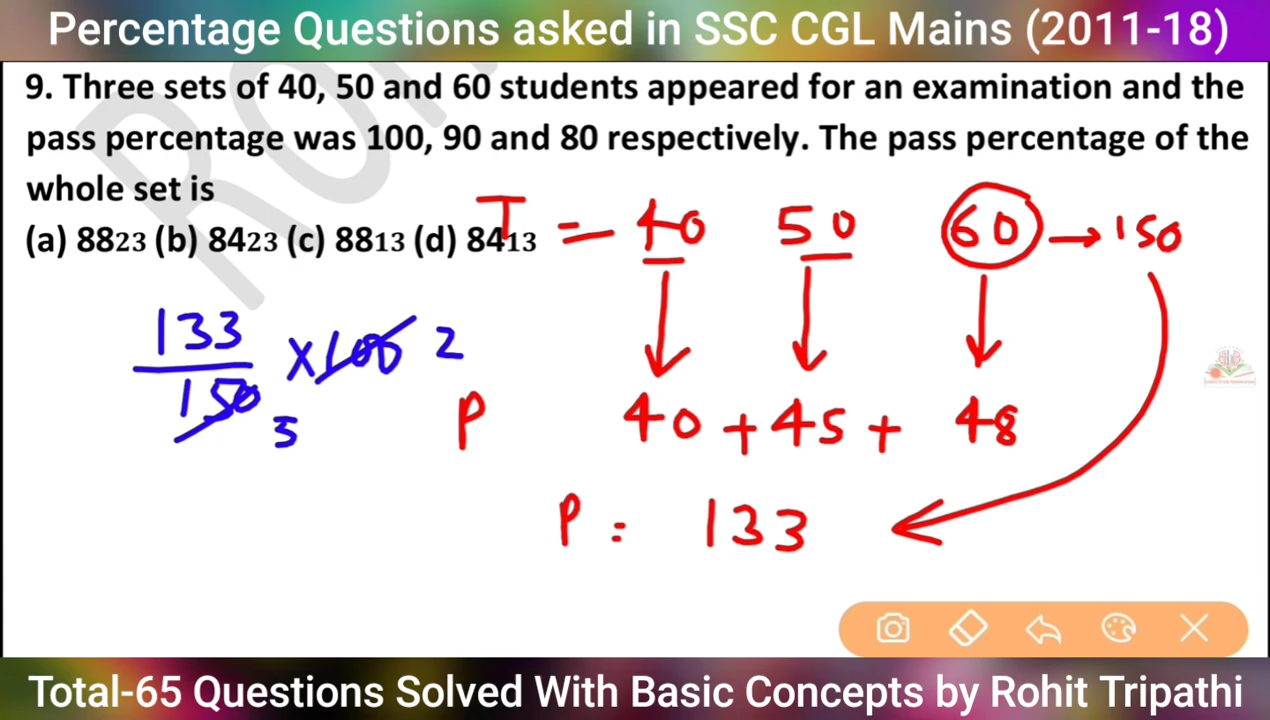 Percentage Questions asked in SSC CGL Mains (2011-18)
9. Three sets of 40, 50 and 60 students appeared for an examination and the
pass percentage was 100, 90 and 80 respectively. The pass percentage of the
whole set is
(a) 8823 (b) 8423 (c) 8813 (d) 8413
T = 40 50 60 → 150
133
150 × 100 2
3
P 40 + 45 + 48
P = 133
Total-65 Questions Solved With Basic Concepts by Rohit Tripathi